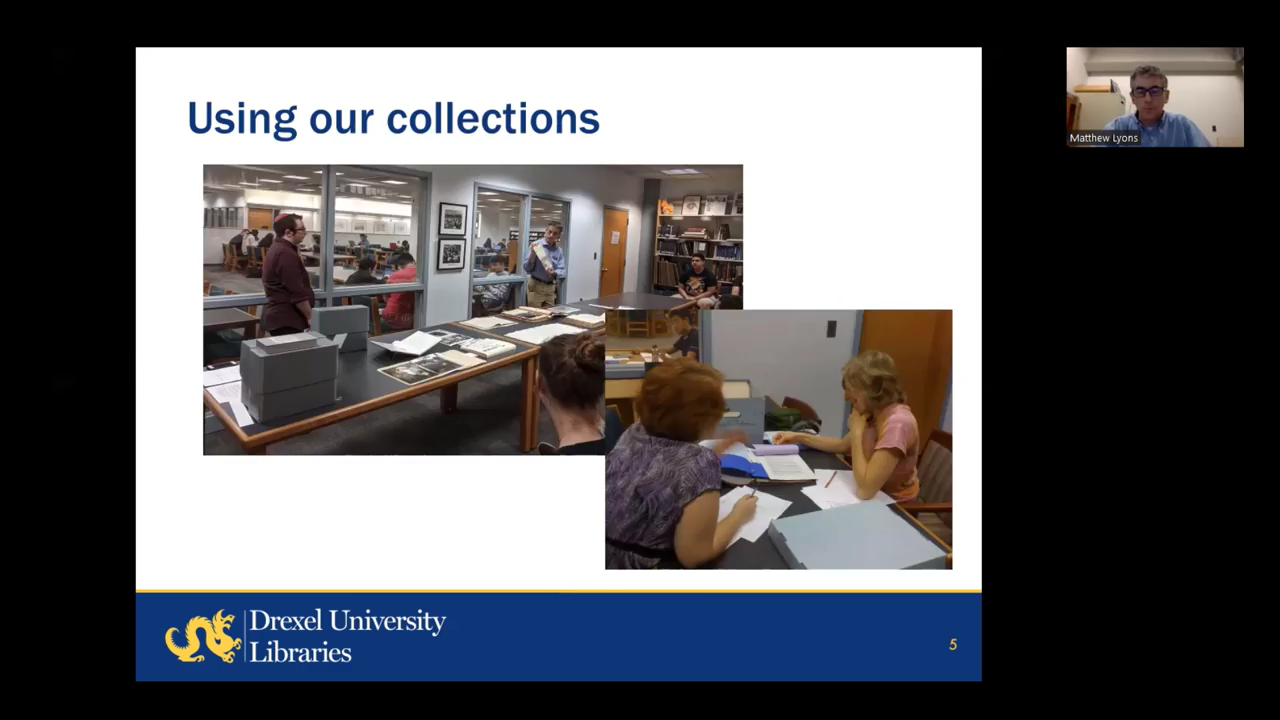 Using our collections
Matthew Lyons
Drexel University
Libraries
5